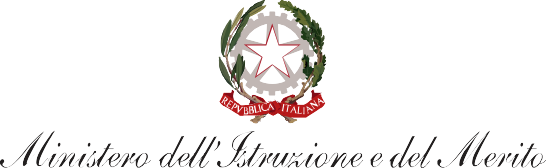 REPVBBLICA ITALIANA
Ministero dell'Istruzione e del Merito